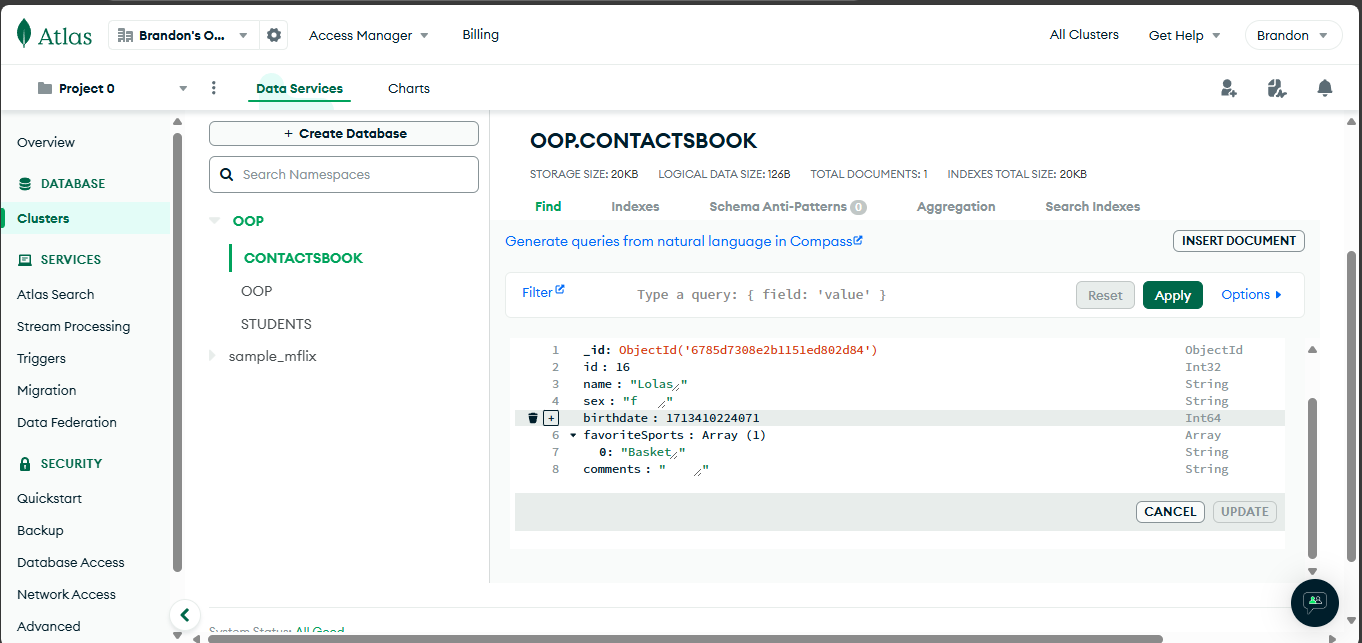 Atlas
Brandon's O...
Access Manager
Billing
All Clusters
Get Help
Brandon
Project 0
Data Services
Charts
Overview
DATABASE
Clusters
SERVICES
Atlas Search
Stream Processing
Triggers
Migration
Data Federation
SECURITY
Quickstart
Backup
Database Access
Network Access
Advanced
+ Create Database
Search Namespaces
OOP
CONTACTSBOOK
OOP
STUDENTS
sample_mflix
OOP.CONTACTSBOOK
STORAGE SIZE: 20KB LOGICAL DATA SIZE: 126B TOTAL DOCUMENTS: 1 INDEXES TOTAL SIZE: 20KB
Find Indexes Schema Anti-Patterns 0 Aggregation Search Indexes
Generate queries from natural language in Compass
INSERT DOCUMENT
Filter
Type a query: { field: 'value' }
Reset
Apply
Options
1 _id: ObjectId('6785d7308e2b1151ed802d84') ObjectId
2 id : 16 Int32
3 name : "Lolas" String
4 sex : "f " String
+ birthdate : 1713410224071 Int64
6 favoriteSports : Array (1) Array
7 0: "Basket" String
8 comments : " " String
CANCEL
UPDATE
System Status: All Good